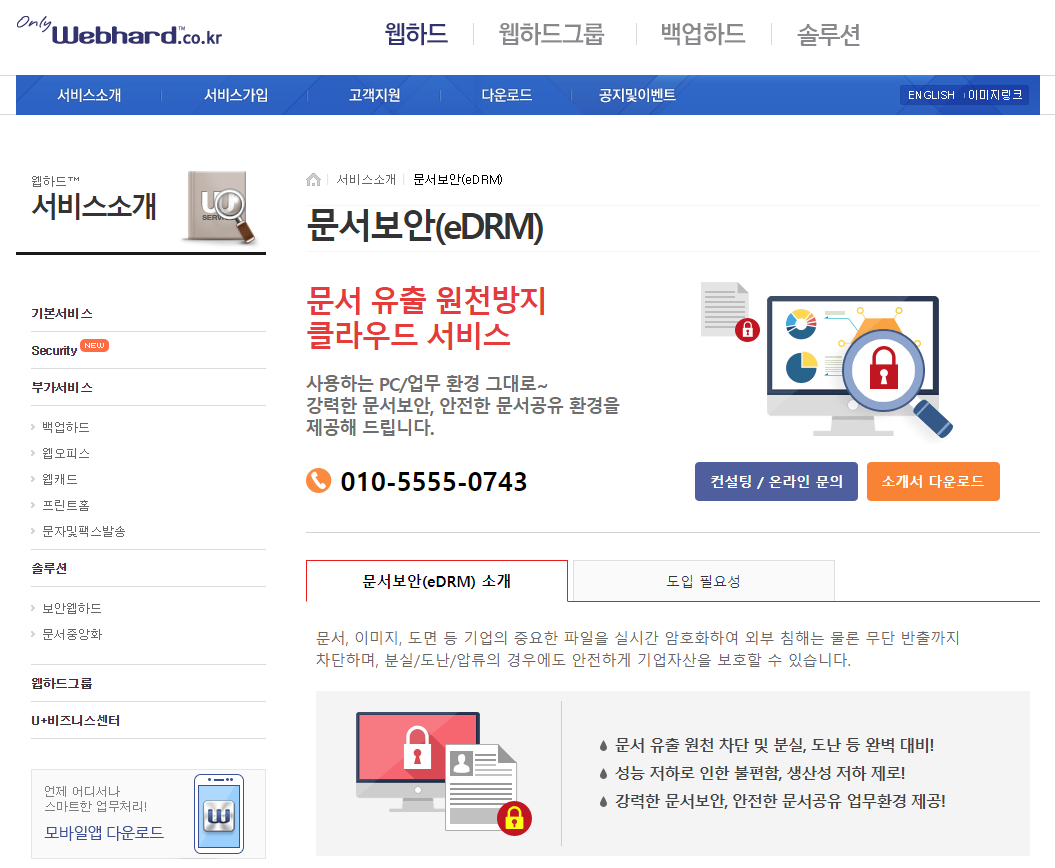 Only Webhard™.co.kr
웹하드
웹하드그룹
백업하드
솔루션
서비스소개
서비스가입
고객지원
다운로드
공지및이벤트
ENGLISH
이미지링크
웹하드™
서비스소개
U
SERV
기본서비스
Security NEW
부가서비스
백업하드
웹오피스
웹캐드
프린트홈
문자및팩스발송
솔루션
보안웹하드
문서중앙화
웹하드그룹
U+비즈니스센터
언제 어디서나
스마트한 업무처리!
모바일앱 다운로드
W
서비스소개
문서보안(eDRM)
문서보안(eDRM)
문서 유출 원천방지
클라우드 서비스
사용하는 PC/업무 환경 그대로~
강력한 문서보안, 안전한 문서공유 환경을
제공해 드립니다.
010-5555-0743
컨설팅 / 온라인 문의
소개서 다운로드
문서보안(eDRM) 소개
도입 필요성
문서, 이미지, 도면 등 기업의 중요한 파일을 실시간 암호화하여 외부 침해는 물론 무단 반출까지
차단하며, 분실/도난/압류의 경우에도 안전하게 기업자산을 보호할 수 있습니다.
문서 유출 원천 차단 및 분실, 도난 등 완벽 대비!
성능 저하로 인한 불편함, 생산성 저하 제로!
강력한 문서보안, 안전한 문서공유 업무환경 제공!